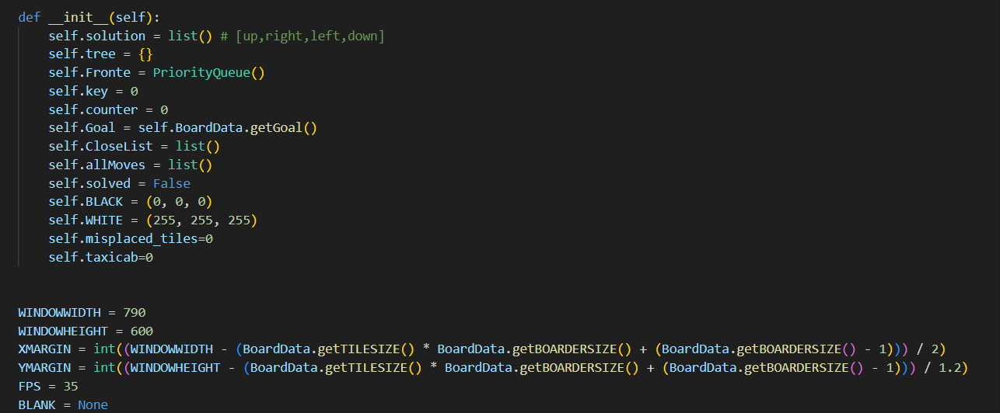 def __init__(self):
    self.solution = list() # [up,right,left,down]
    self.tree = {}
    self.Fronte = PriorityQueue()
    self.key = 0
    self.counter = 0
    self.Goal = self.BoardData.getGoal()
    self.CloseList = list()
    self.allMoves = list()
    self.solved = False
    self.BLACK = (0, 0, 0)
    self.WHITE = (255, 255, 255)
    self.misplaced_tiles=0
    self.taxicab=0
WINDOWWIDTH = 790
WINDOWHEIGHT = 600
XMARGIN = int((WINDOWWIDTH - (BoardData.getTILESIZE() * BoardData.getBOARDERSIZE() + (BoardData.getBOARDERSIZE() - 1))) / 2)
YMARGIN = int((WINDOWHEIGHT - (BoardData.getTILESIZE() * BoardData.getBOARDERSIZE() + (BoardData.getBOARDERSIZE() - 1))) / 1.2)
FPS = 35
BLANK = None